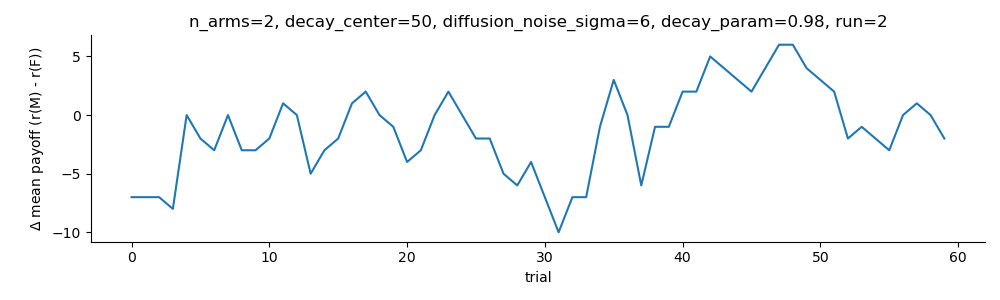 n_arms=2, decay_center=50, diffusion_noise_sigma=6, decay_param=0.98, run=2
Δ mean payoff (r(M) - r(F))
5
0
−5
−10
0 10 20 30 40 50 60
trial